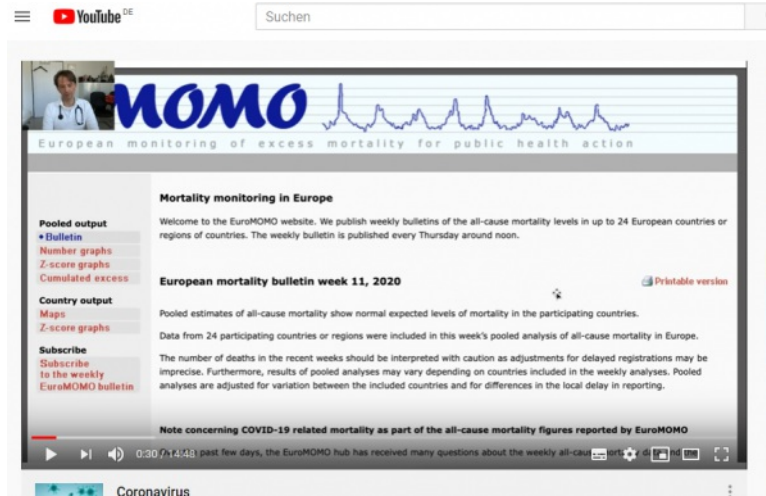 YouTube DE
Suchen
MOMO
European monitoring of excess mortality for public health action
Mortality monitoring in Europe
Welcome to the EuroMOMO website. We publish weekly bulletins of the all-cause mortality levels in up to 24 European countries or
regions of countries. The weekly bulletin is published every Thursday around noon.
Pooled output
• Bulletin
Number graphs
Z-score graphs
Cumulated excess
Country output
Maps
Z-score graphs
Subscribe
Subscribe
to the weekly
EuroMOMO bulletin
European mortality bulletin week 11, 2020
Printable version
Pooled estimates of all-cause mortality show normal expected levels of mortality in the participating countries.
Data from 24 participating countries or regions were included in this week's pooled analysis of all-cause mortality in Europe.
The number of deaths in the recent weeks should be interpreted with caution as adjustments for delayed registrations may be
imprecise. Furthermore, results of pooled analyses may vary depending on countries included in the weekly analyses. Pooled
analyses are adjusted for variation between the included countries and for differences in the local delay in reporting.
Note concerning COVID-19 related mortality as part of the all-cause mortality figures reported by EuroMOMO
past few days, the EuroMOMO hub has received many questions about the weekly all-cause and the
0:30 / 14:48
Coronavirus